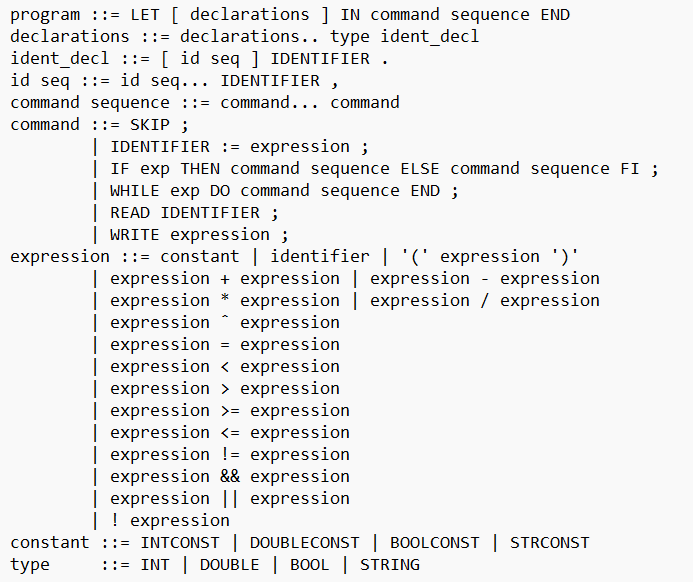 program ::= LET [ declarations ] IN command sequence END
declarations ::= declarations.. type ident_decl
ident_decl ::= [ id seq ] IDENTIFIER .
id seq ::= id seq... IDENTIFIER ,
command sequence ::= command... command
command ::= SKIP ;
        | IDENTIFIER := expression ;
        | IF exp THEN command sequence ELSE command sequence FI ;
        | WHILE exp DO command sequence END ;
        | READ IDENTIFIER ;
        | WRITE expression ;
expression ::= constant | identifier | '(' expression ')'
        | expression + expression | expression - expression
        | expression * expression | expression / expression
        | expression ˆ expression
        | expression = expression
        | expression < expression
        | expression > expression
        | expression >= expression
        | expression <= expression
        | expression != expression
        | expression && expression
        | expression || expression
        | ! expression
constant ::= INTCONST | DOUBLECONST | BOOLCONST | STRCONST
type     ::= INT | DOUBLE | BOOL | STRING